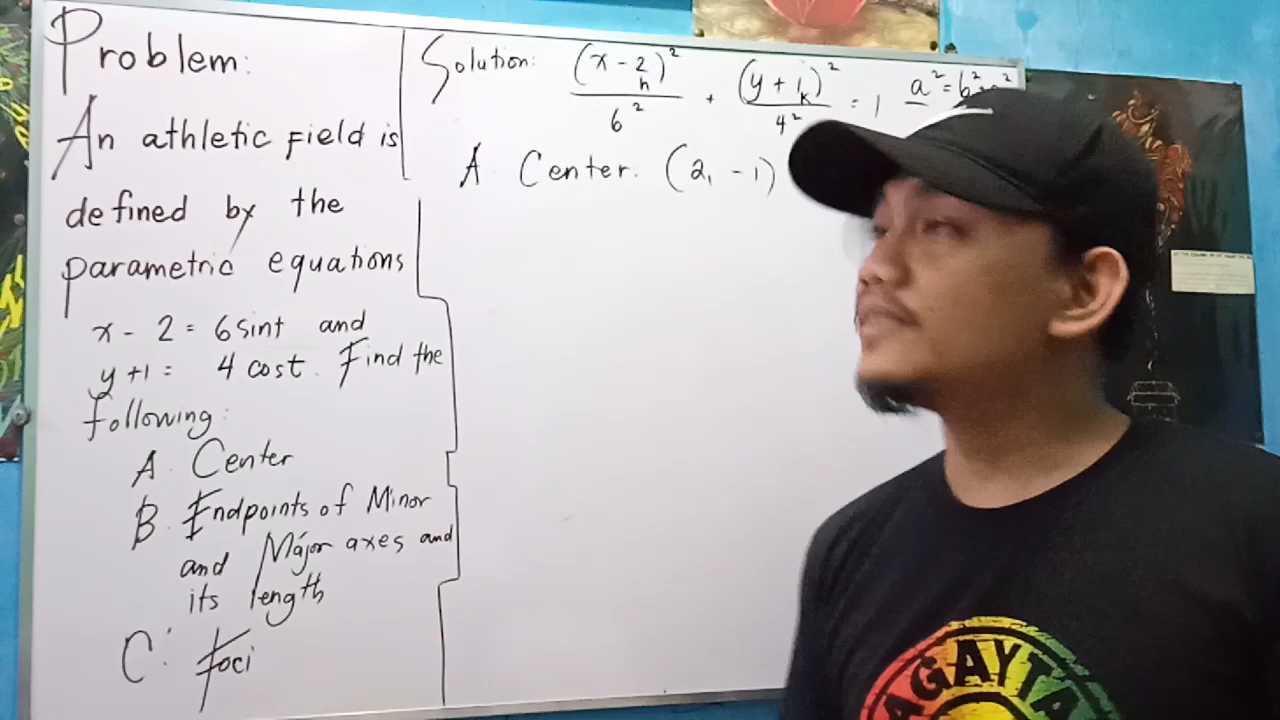 Problem:
An athletic field is
defined by the
parametric equations
x - 2 = 6 sint and
y + 1 = 4 cost. Find the
following:
A. Center
B. Endpoints of Minor
and Major axes and
its length
C. Foci
Solution: (x - 2)² / 6² + (y + 1)² / 4² = 1 a² = b²
h k
A. Center. (2, -1)
AGAYTA